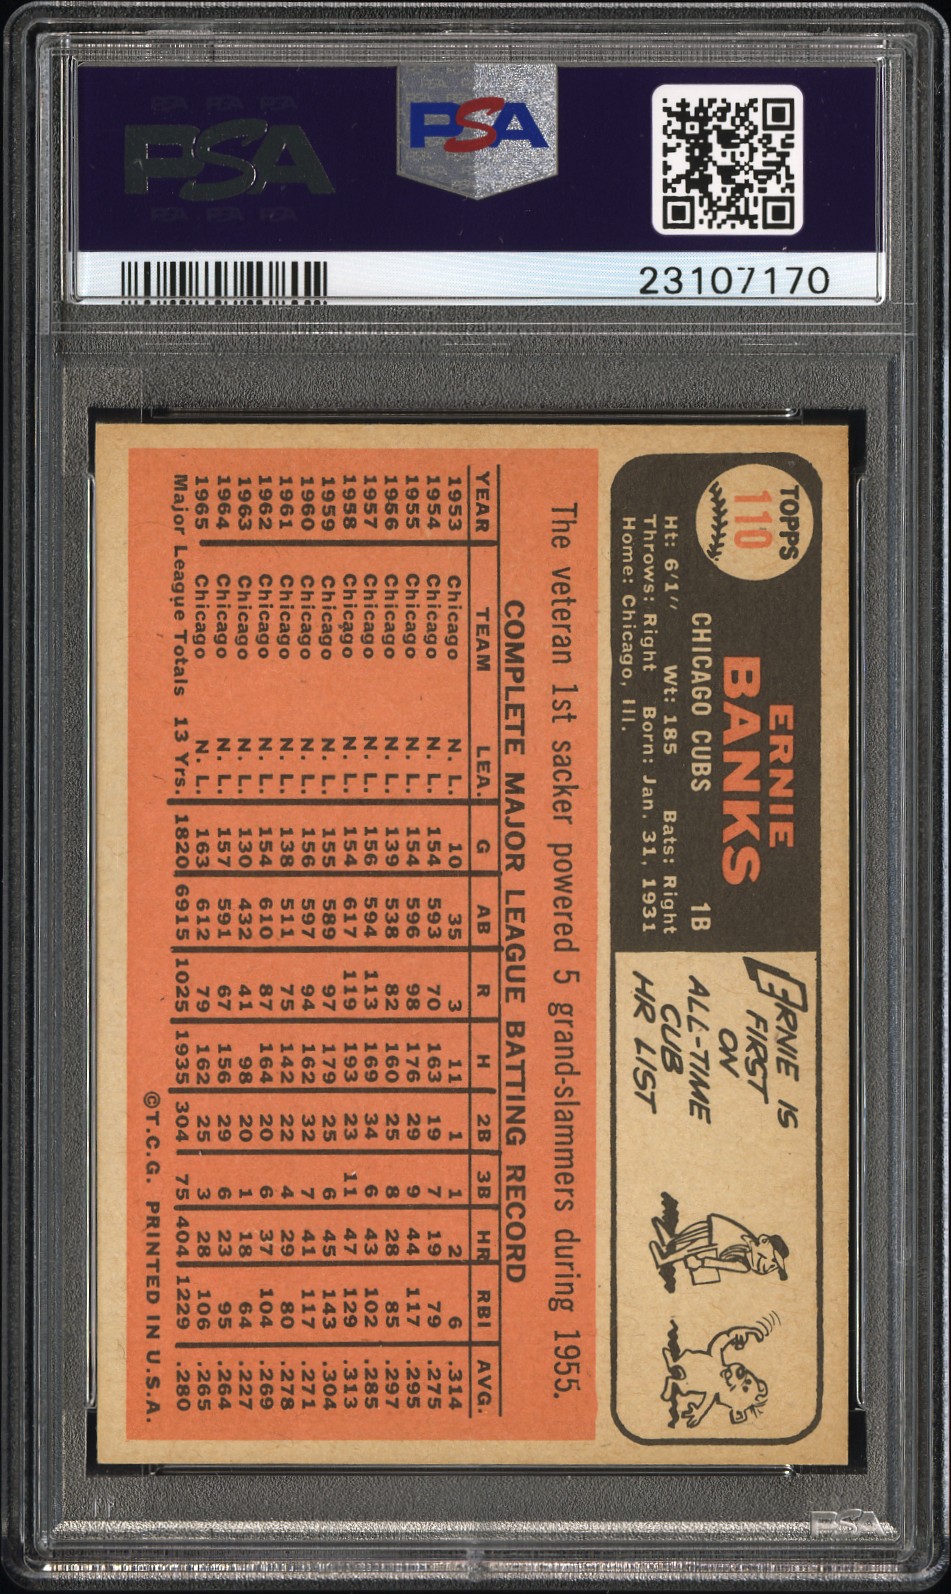 PSA PSA PSA
PSA
PSA PSA PSA
PSA
23107170
TOPPS
110
ERNIE
BANKS
CHICAGO CUBS 1B
Ht: 6'1" Wt: 185 Bats: Right
Throws: Right Born: Jan. 31, 1931
Home: Chicago, Ill.
ERNIE IS
FIRST
ON
ALL-TIME
CUB
HR LIST
The veteran 1st sacker powered 5 grand-slammers during 1955.
COMPLETE MAJOR LEAGUE BATTING RECORD
YEAR TEAM LEA. G AB R H 2B 3B HR RBI AVG.
1953 Chicago N. L. 10 35 3 11 1 1 2 6 .314
1954 Chicago N. L. 154 593 70 163 19 7 19 79 .275
1955 Chicago N. L. 154 596 98 176 29 9 44 117 .295
1956 Chicago N. L. 139 538 82 160 25 8 28 85 .297
1957 Chicago N. L. 156 594 113 169 34 6 43 102 .285
1958 Chicago N. L. 154 617 119 193 23 11 47 129 .313
1959 Chicago N. L. 155 589 97 179 25 6 45 143 .304
1960 Chicago N. L. 156 597 94 162 32 7 41 117 .271
1961 Chicago N. L. 138 511 75 142 22 4 29 80 .278
1962 Chicago N. L. 154 610 87 164 20 6 37 104 .269
1963 Chicago N. L. 130 432 41 98 20 1 18 64 .227
1964 Chicago N. L. 157 591 67 156 29 6 23 95 .264
1965 Chicago N. L. 163 612 79 162 25 3 28 106 .265
Major League Totals 13 Yrs. 1820 6915 1025 1935 304 75 404 1229 .280
©T.C.G. PRINTED IN U.S.A.
PSA